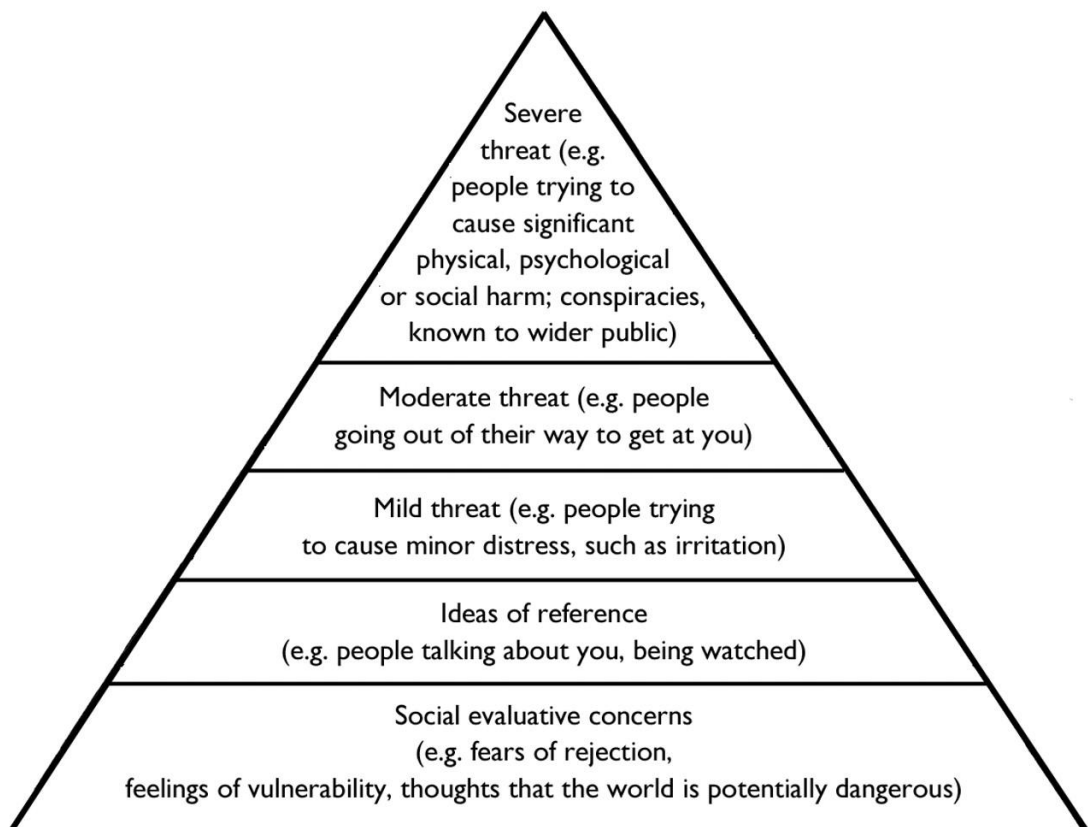 Severe
threat (e.g.
people trying to
cause significant
physical, psychological
or social harm; conspiracies,
known to wider public)
Moderate threat (e.g. people
going out of their way to get at you)
Mild threat (e.g. people trying
to cause minor distress, such as irritation)
Ideas of reference
(e.g. people talking about you, being watched)
Social evaluative concerns
(e.g. fears of rejection,
feelings of vulnerability, thoughts that the world is potentially dangerous)